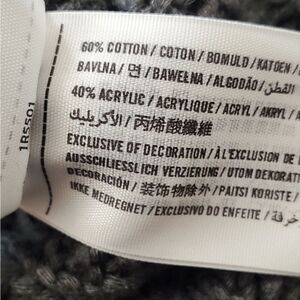 60% COTTON / COTON / BOMULD / KATOEN /
BAVLNA / 면 / BAWEŁNA / ALGODÃO / القطن /
40% ACRYLIC / ACRYLIQUE / ACRYL / AKRYL /
الأكريليك / 丙烯酸纖維
EXCLUSIVE OF DECORATION / À L'EXCLUSION DE
AUSSCHLIESSLICH VERZIERUNG / UTOM DEKORAT
DECORACIÓN / 装饰物除外 / PAITSI KORISTE /
IKKE MEDREGNET / EXCLUSIVO DO ENFEITE /
1R5501